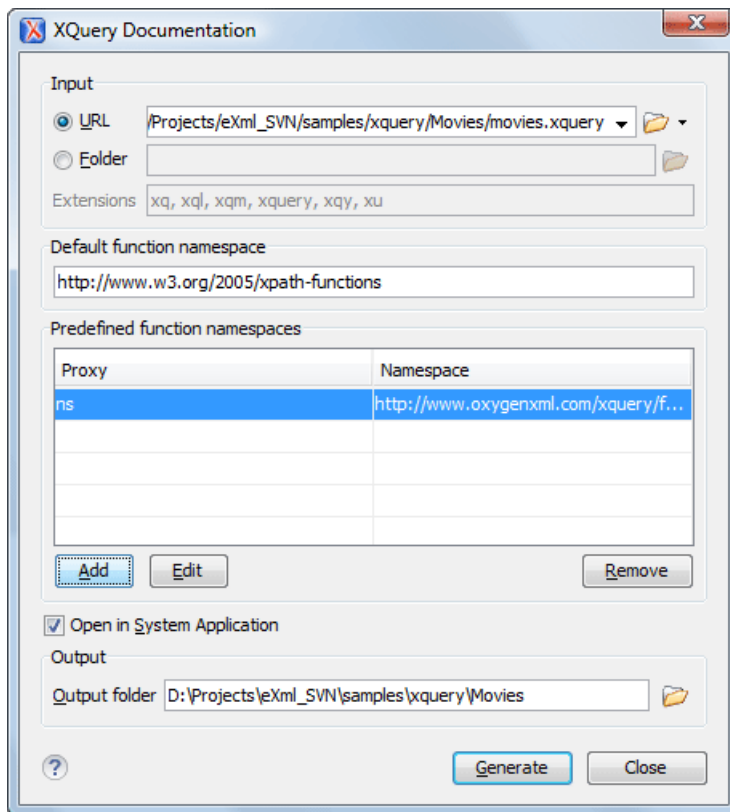 XQuery Documentation
Input
URL /Projects/eXml_SVN/samples/xquery/Movies/movies.xquery
Folder
Extensions xq, xql, xqm, xquery, xqy, xu
Default function namespace
http://www.w3.org/2005/xpath-functions
Predefined function namespaces
Proxy Namespace
ns http://www.oxygenxml.com/xquery/f...
Add Edit Remove
Open in System Application
Output
Output folder D:\Projects\eXml_SVN\samples\xquery\Movies
? Generate Close